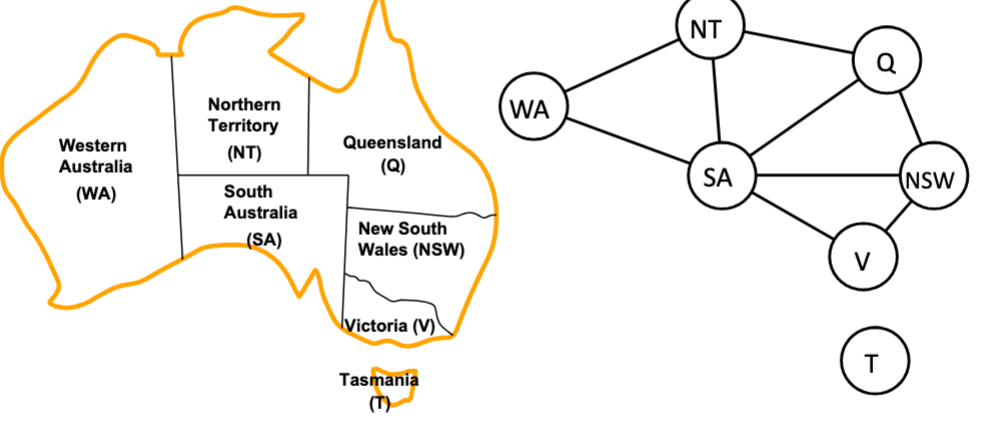 Northern
Territory
(NT)
Western
Australia
(WA)
Queensland
(Q)
South
Australia
(SA)
New South
Wales (NSW)
Victoria (V)
Tasmania
(T)
NT
Q
WA
SA
NSW
V
T